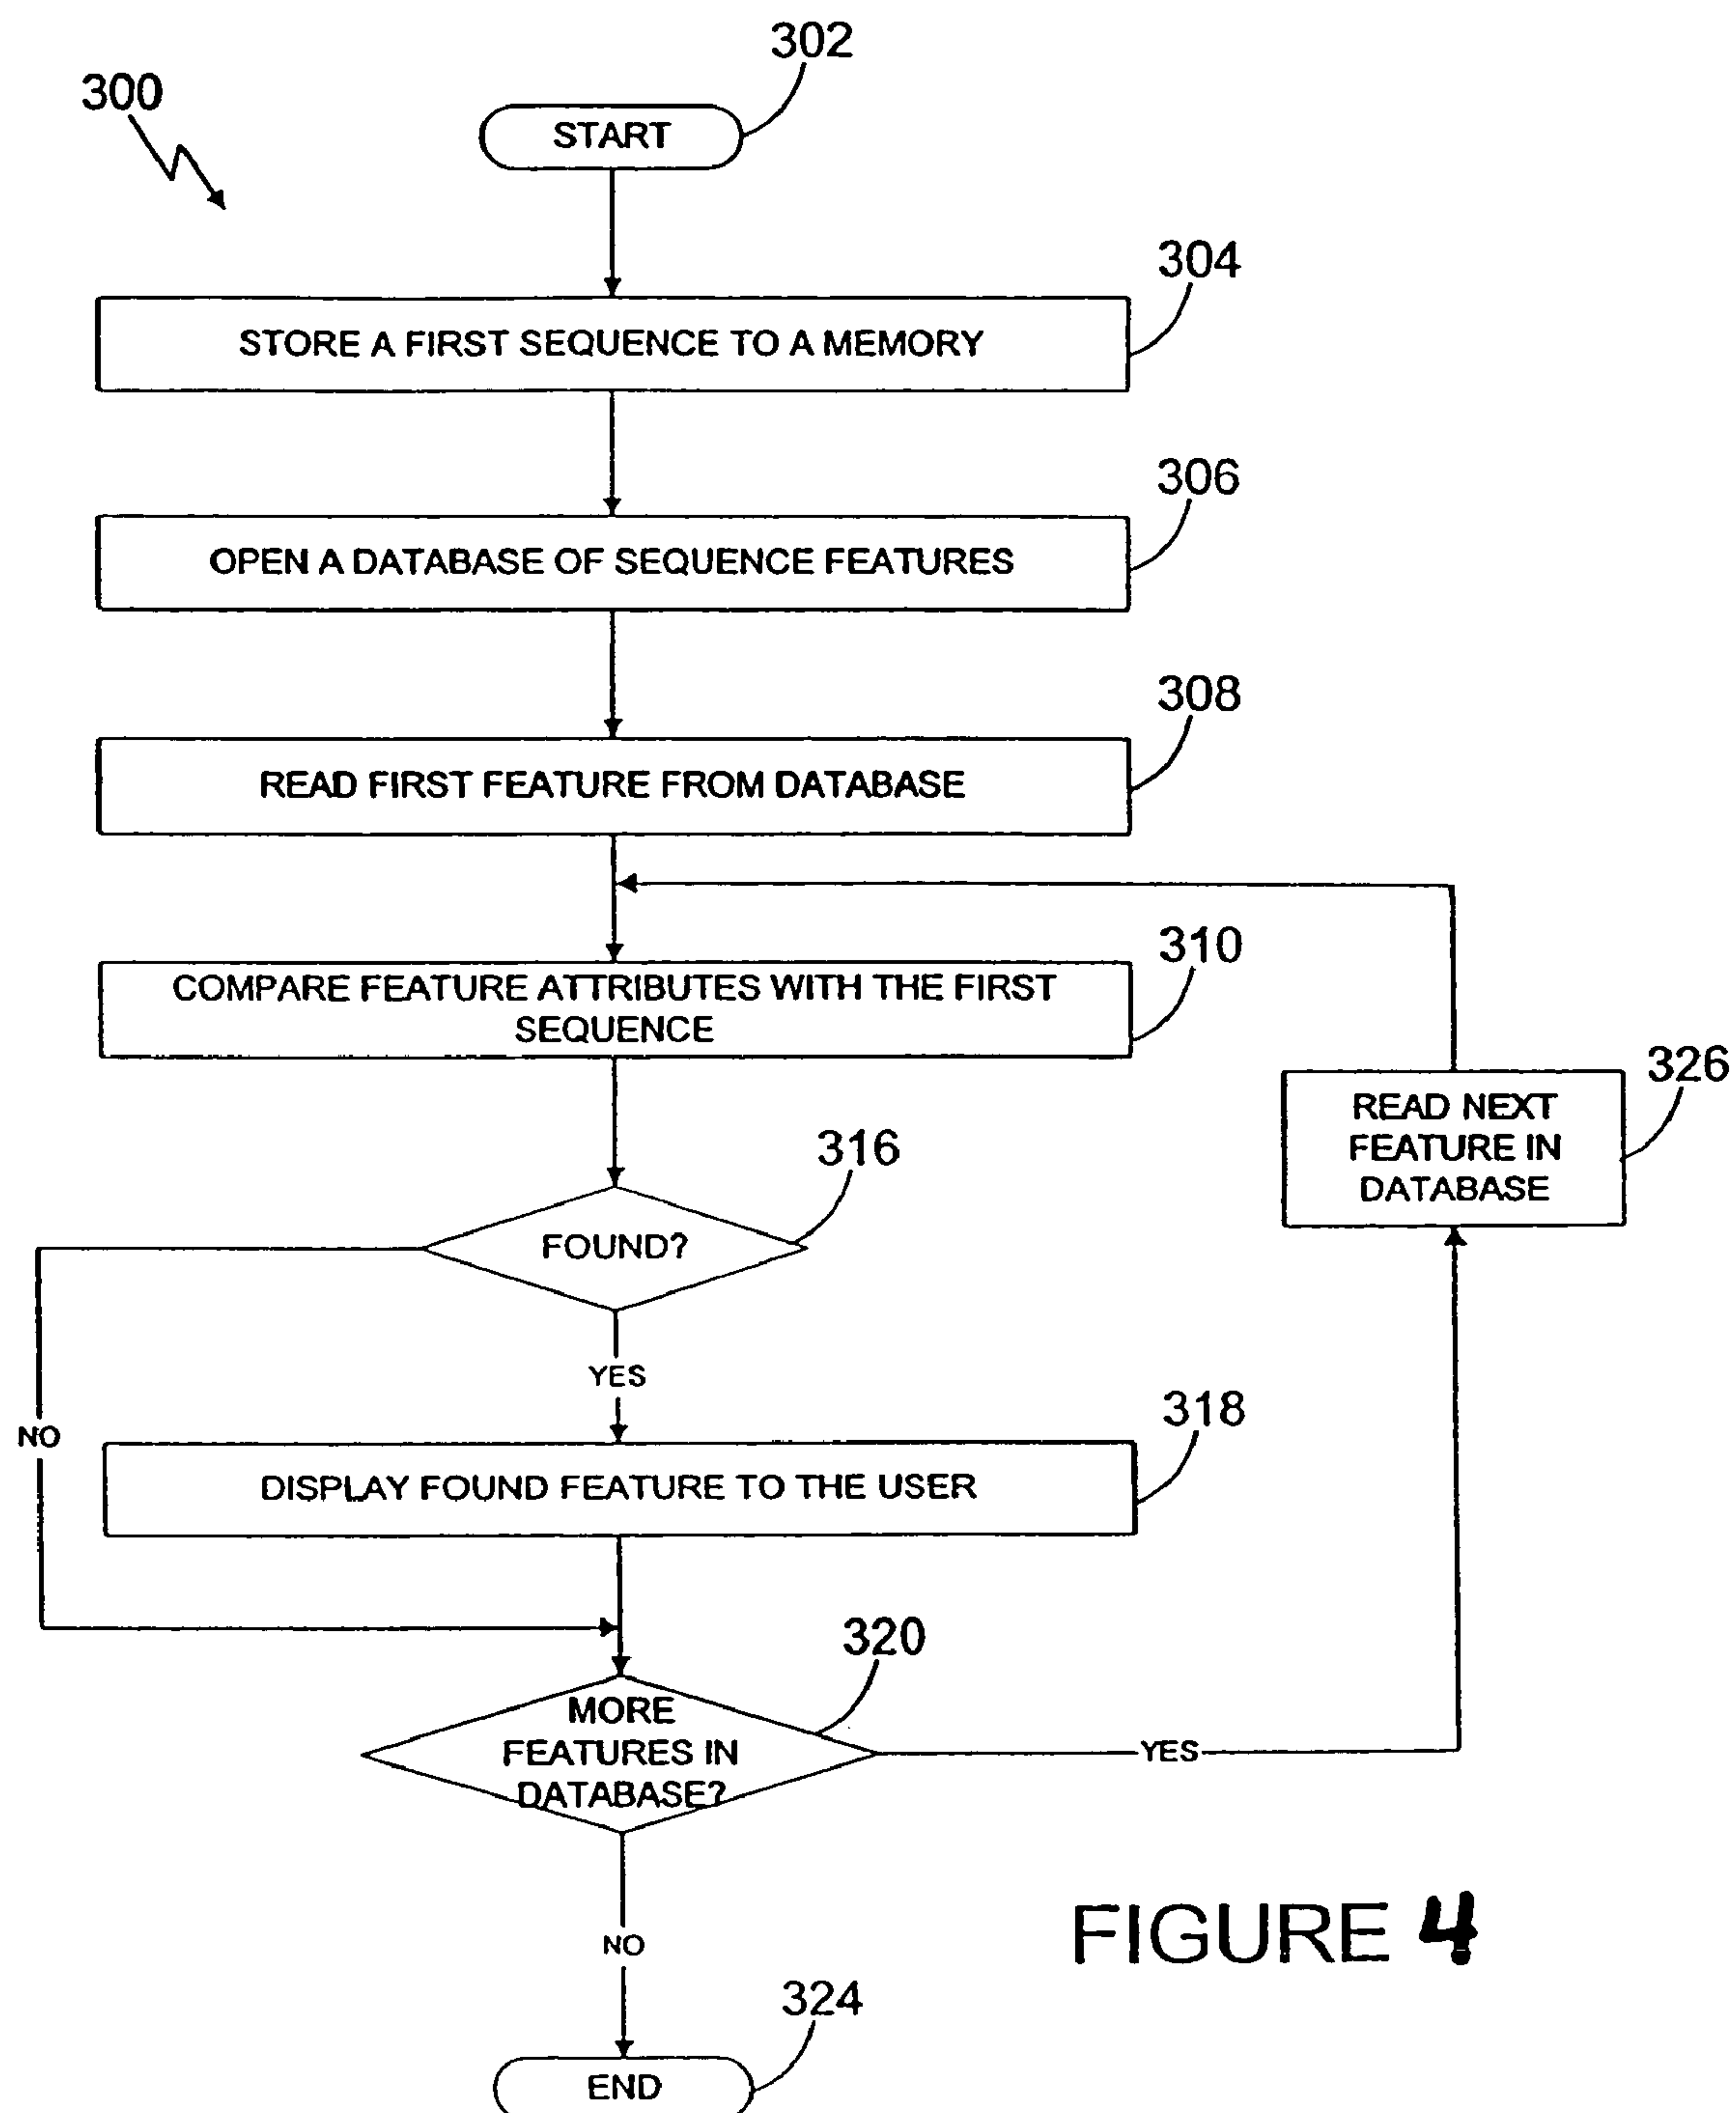 302
300
START
304
STORE A FIRST SEQUENCE TO A MEMORY
306
OPEN A DATABASE OF SEQUENCE FEATURES
308
READ FIRST FEATURE FROM DATABASE
310
COMPARE FEATURE ATTRIBUTES WITH THE FIRST
SEQUENCE
326
READ NEXT
FEATURE IN
DATABASE
316
FOUND?
YES
NO
318
DISPLAY FOUND FEATURE TO THE USER
320
MORE
FEATURES IN
DATABASE?
YES
NO
FIGURE 4
324
END